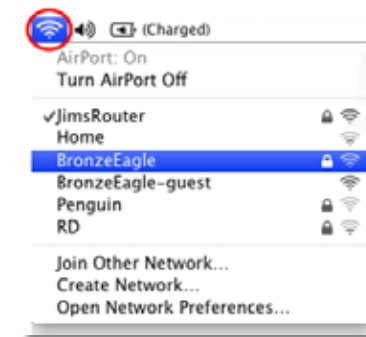 (Charged)
AirPort: On
Turn AirPort Off
✓JimsRouter
Home
BronzeEagle
BronzeEagle-guest
Penguin
RD
Join Other Network...
Create Network...
Open Network Preferences...